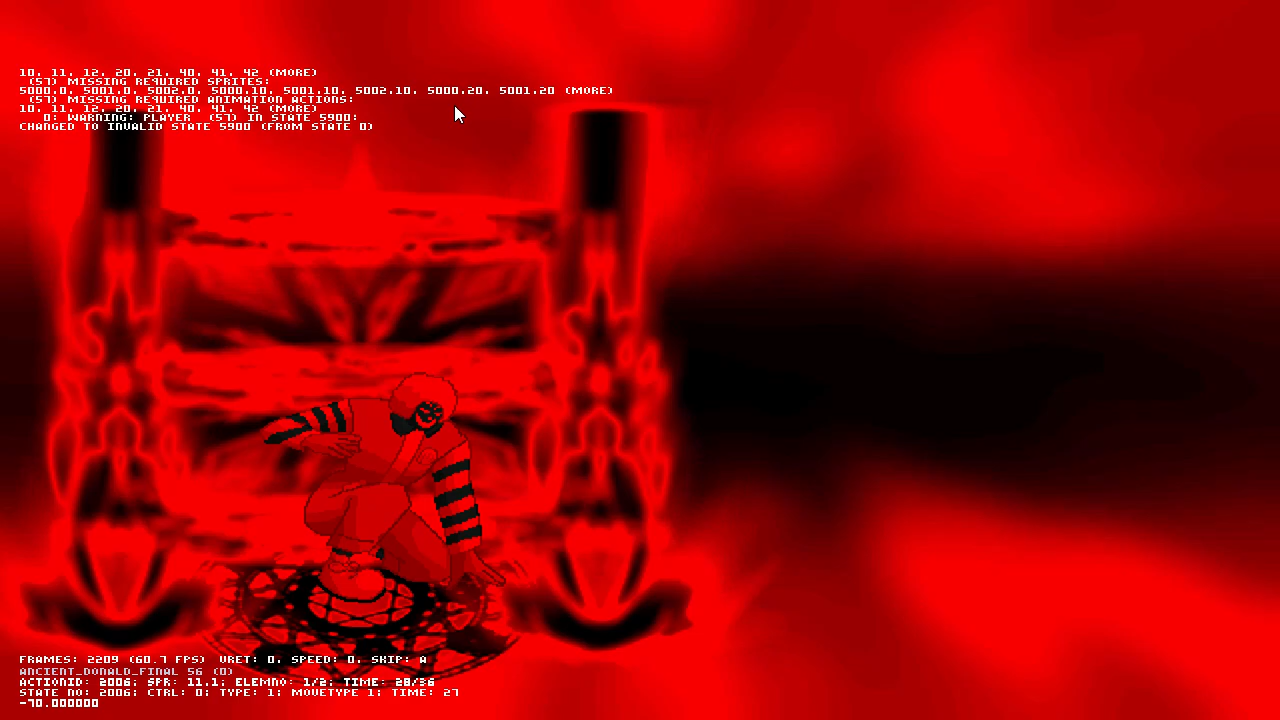 10, 11, 12, 20, 21, 40, 41, 42 (MORE)
(57) MISSING REQUIRED SPRITES:
5000.0, 5001.0, 5002.0, 5000.10, 5001.10, 5002.10, 5000.20, 5001.20 (MORE)
(57) MISSING REQUIRED ANIMATION ACTIONS:
10, 11, 12, 20, 21, 40, 41, 42 (MORE)
0: WARNING: PLAYER (57) IN STATE 5900:
CHANGED TO INVALID STATE 5900 (FROM STATE 0)
FRAMES: 2209 (60.7 FPS) VRET: 0, SPEED: 0, SKIP: A
ANCIENT_DONALD_FINAL 56 (0)
ACTIONID: 2006; SPR: 11,1; ELEMNO: 1/2; TIME: 28/36
STATE NO: 2006; CTRL: 0; TYPE: 1; MOVETYPE 1; TIME: 27
-70.000000